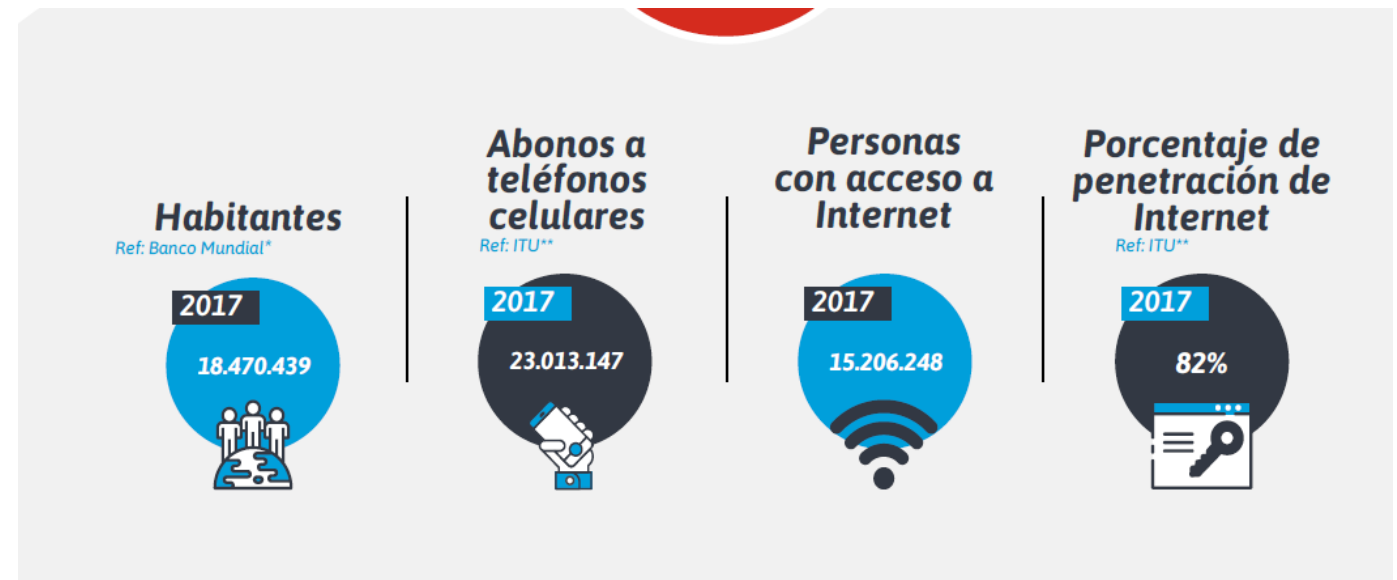 Habitantes
Ref: Banco Mundial*
2017
18.470.439
Abonos a
teléfonos
celulares
Ref: ITU**
2017
23.013.147
Personas
con acceso a
Internet
2017
15.206.248
Porcentaje de
penetración de
Internet
Ref: ITU**
2017
82%